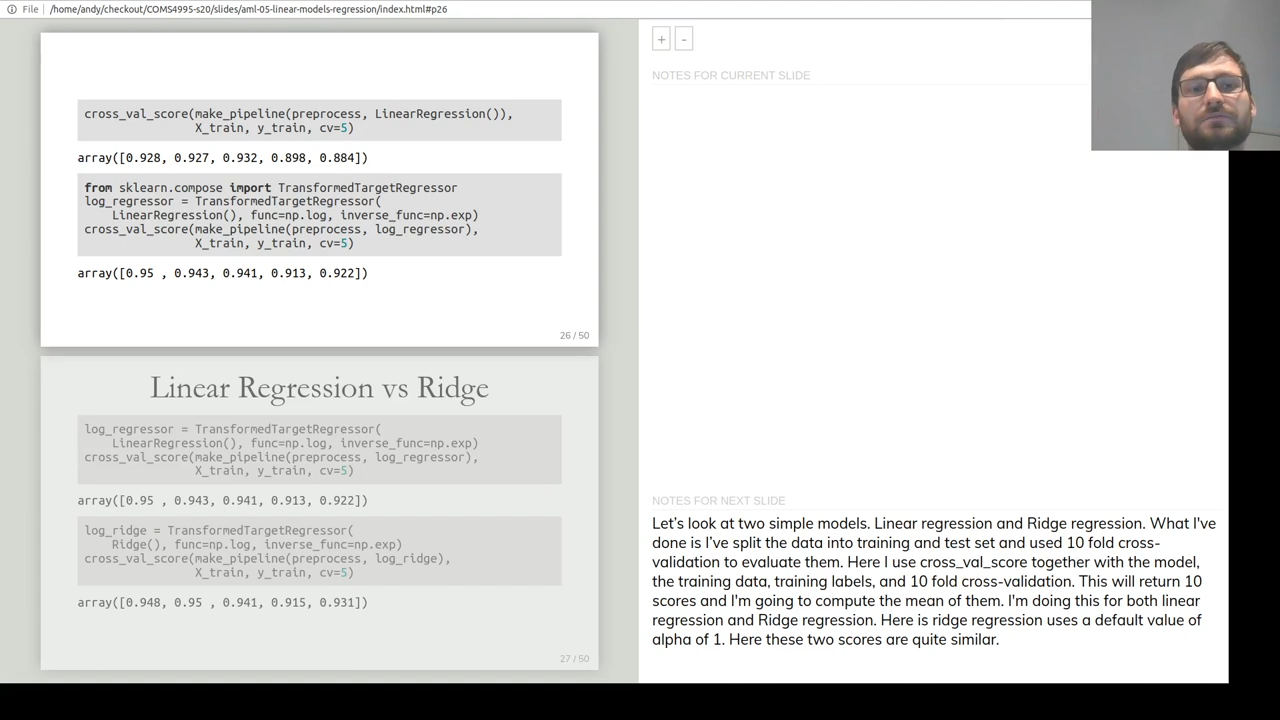 File /home/andy/checkout/COMS4995-s20/slides/aml-05-linear-models-regression/index.html#p26
cross_val_score(make_pipeline(preprocess, LinearRegression()),
X_train, y_train, cv=5)
array([0.928, 0.927, 0.932, 0.898, 0.884])
from sklearn.compose import TransformedTargetRegressor
log_regressor = TransformedTargetRegressor(
LinearRegression(), func=np.log, inverse_func=np.exp)
cross_val_score(make_pipeline(preprocess, log_regressor),
X_train, y_train, cv=5)
array([0.95 , 0.943, 0.941, 0.913, 0.922])
26 / 50
Linear Regression vs Ridge
log_regressor = TransformedTargetRegressor(
LinearRegression(), func=np.log, inverse_func=np.exp)
cross_val_score(make_pipeline(preprocess, log_regressor),
X_train, y_train, cv=5)
array([0.95 , 0.943, 0.941, 0.913, 0.922])
log_ridge = TransformedTargetRegressor(
Ridge(), func=np.log, inverse_func=np.exp)
cross_val_score(make_pipeline(preprocess, log_ridge),
X_train, y_train, cv=5)
array([0.948, 0.95 , 0.941, 0.915, 0.931])
27 / 50
+ -
NOTES FOR CURRENT SLIDE
NOTES FOR NEXT SLIDE
Let's look at two simple models. Linear regression and Ridge regression. What I've
done is I've split the data into training and test set and used 10 fold cross-
validation to evaluate them. Here I use cross_val_score together with the model,
the training data, training labels, and 10 fold cross-validation. This will return 10
scores and I'm going to compute the mean of them. I'm doing this for both linear
regression and Ridge regression. Here is ridge regression uses a default value of
alpha of 1. Here these two scores are quite similar.